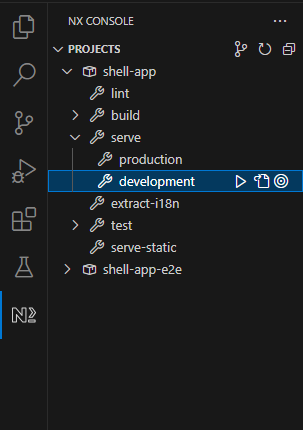 NX CONSOLE
PROJECTS
shell-app
lint
build
serve
production
development
extract-i18n
test
serve-static
shell-app-e2e